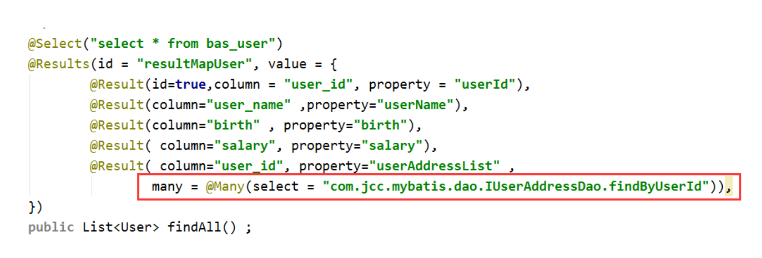 @Select("select * from bas_user")
@Results(id = "resultMapUser", value = {
@Result(id=true,column = "user_id", property = "userId"),
@Result(column="user_name" ,property="userName"),
@Result(column="birth" , property="birth"),
@Result( column="salary", property="salary"),
@Result( column="user_id", property="userAddressList" ,
many = @Many(select = "com.jcc.mybatis.dao.IUserAddressDao.findByUserId")),
})
public List<User> findAll() ;